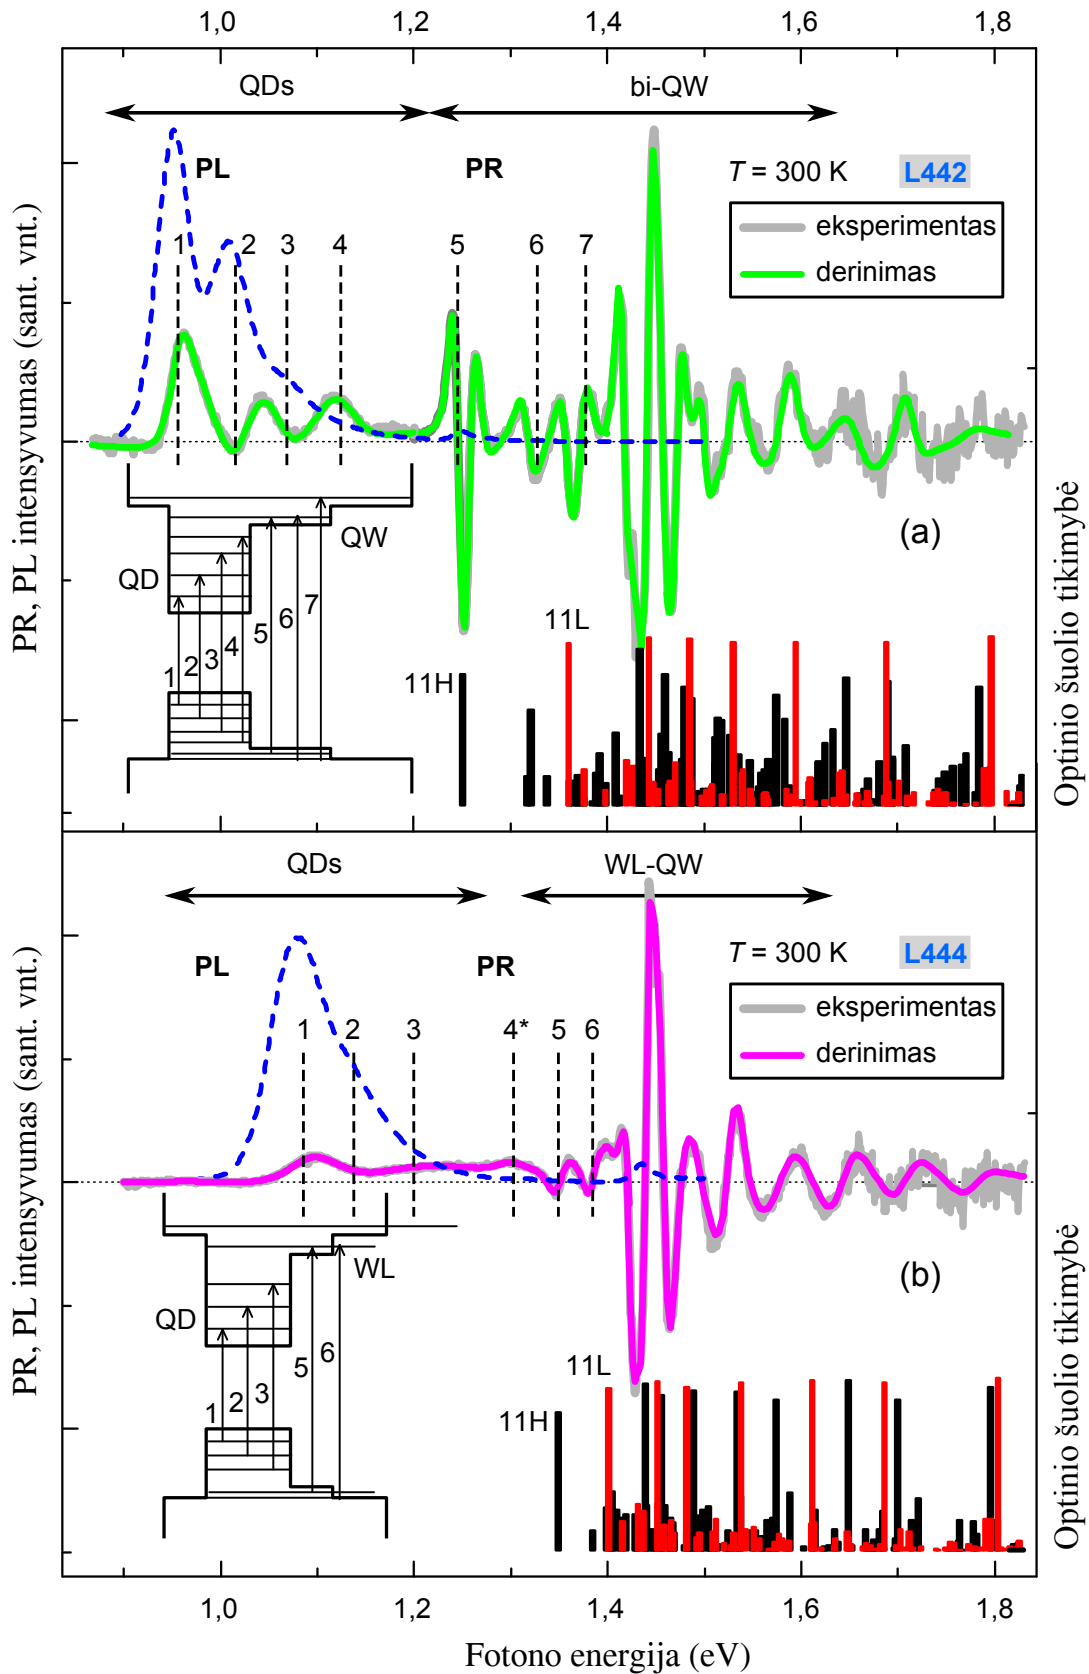 1,0 1,2 1,4 1,6 1,8
QDs bi-QW
PL PR T = 300 K L442
eksperimentas
derinimas
1 2 3 4 5 6 7
PR, PL intensyvumas (sant. vnt.)
Optinio šuolio tikimybė
(a)
QW
QD
1 2 3 4 5 6 7
11L
11H
QDs WL-QW
PL PR T = 300 K L444
eksperimentas
derinimas
1 2 3 4* 5 6
PR, PL intensyvumas (sant. vnt.)
Optinio šuolio tikimybė
(b)
WL
QD
1 2 3 5 6
11L
11H
1,0 1,2 1,4 1,6 1,8
Fotono energija (eV)